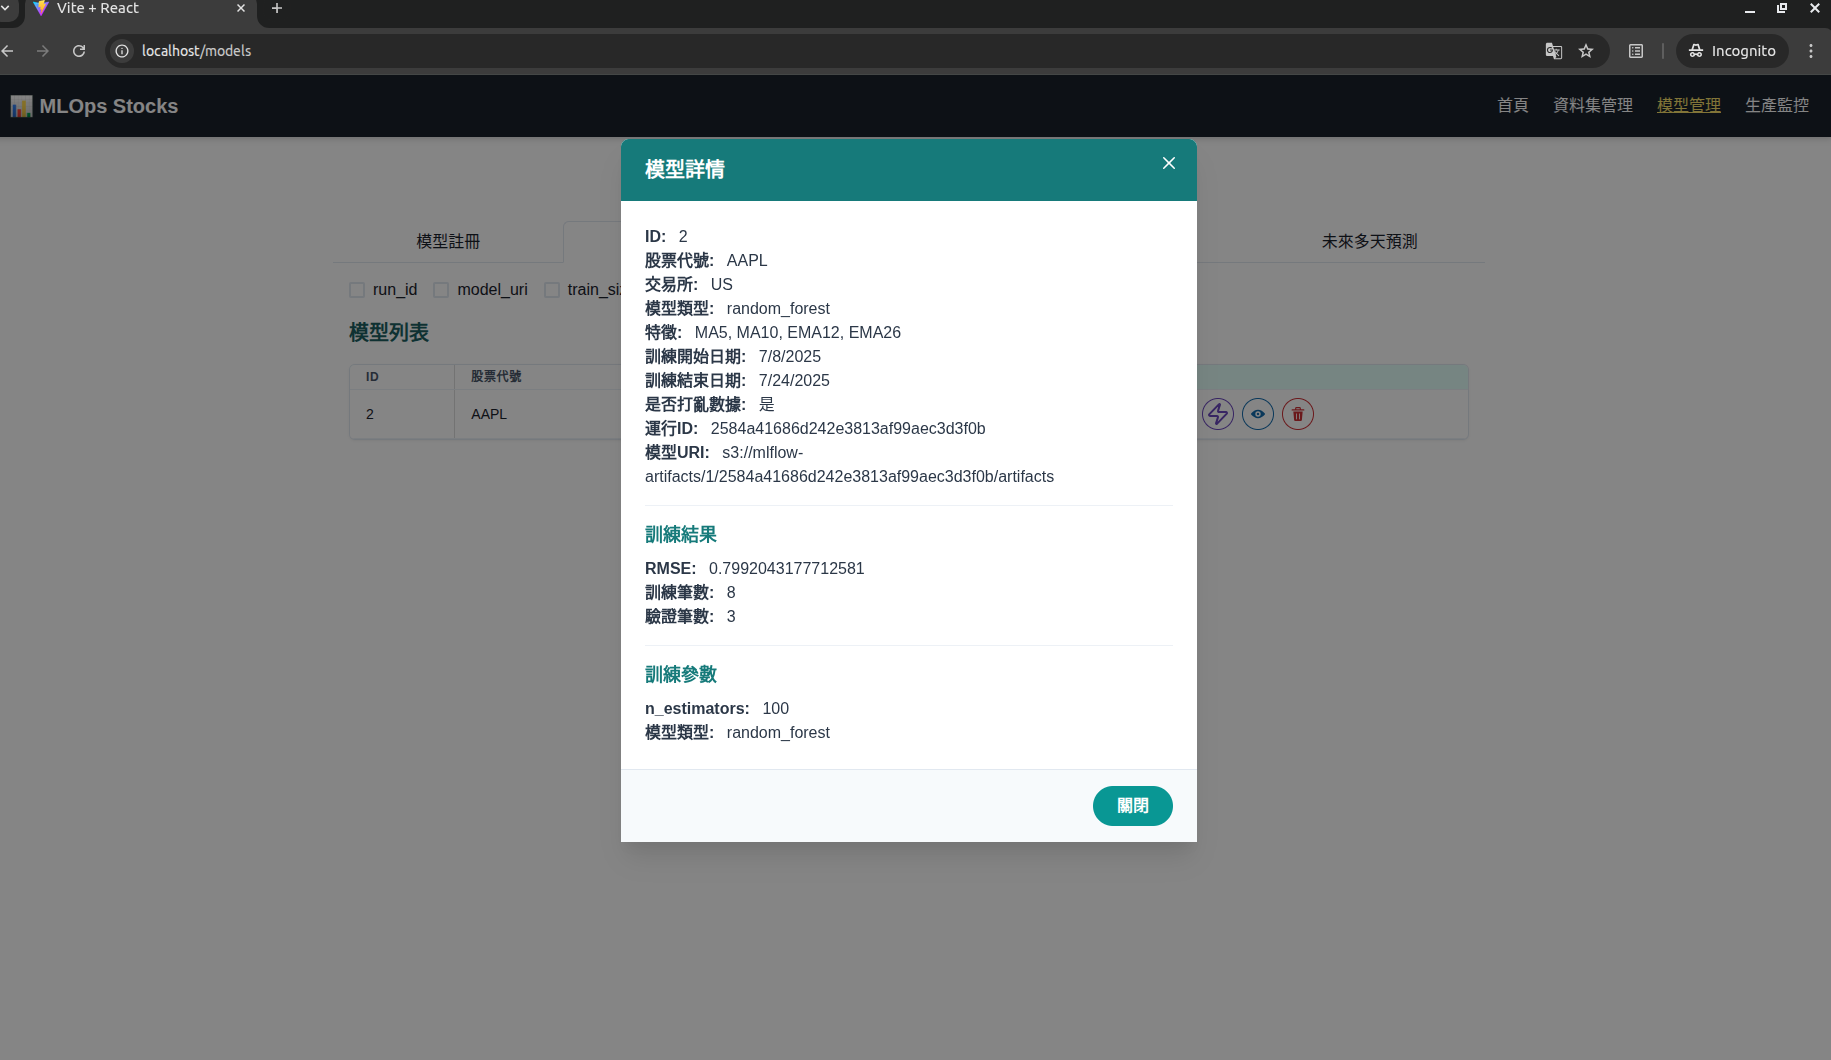 Vite + React
localhost/models
Incognito
MLOps Stocks
首頁 資料集管理 模型管理 生產監控
模型詳情
模型註冊
未來多天預測
run_id model_uri
模型列表
ID 股票代號
2 AAPL
ID: 2
股票代號: AAPL
交易所: US
模型類型: random_forest
特徵: MA5, MA10, EMA12, EMA26
訓練開始日期: 7/8/2025
訓練結束日期: 7/24/2025
是否打亂數據: 是
運行ID: 2584a41686d242e3813af99aec3d3f0b
模型URI: s3://mlflow-
artifacts/1/2584a41686d242e3813af99aec3d3f0b/artifacts
訓練結果
RMSE: 0.7992043177712581
訓練筆數: 8
驗證筆數: 3
訓練參數
n_estimators: 100
模型類型: random_forest
關閉